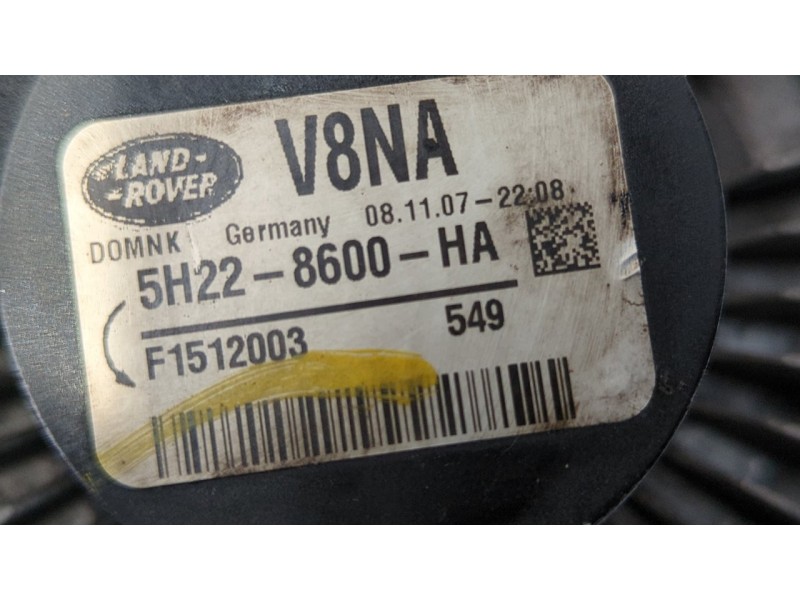 LAND-
-ROVER
V8NA
DOMNK Germany 08.11.07-22:08
5H22-8600-HA
F1512003 549